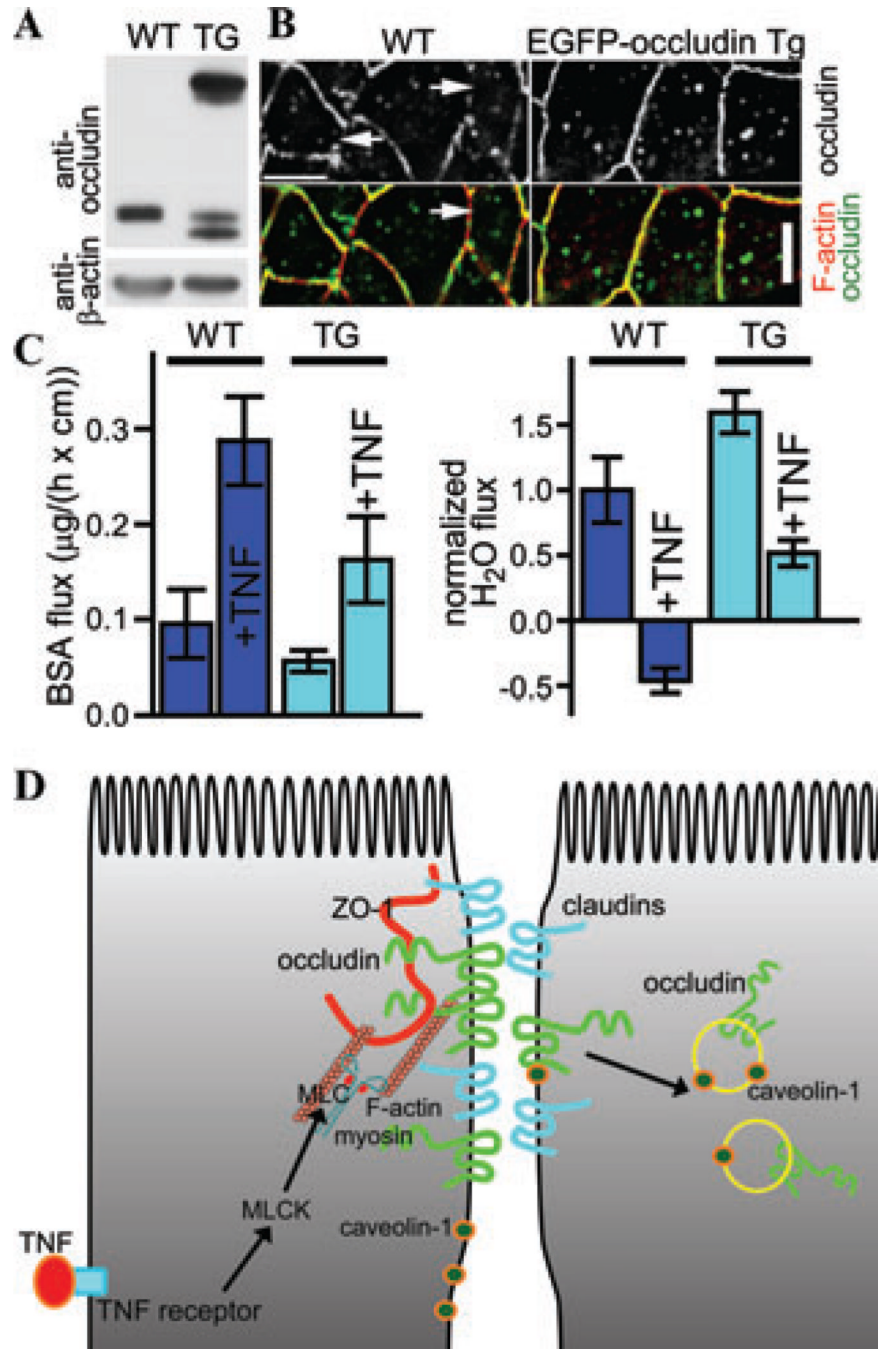 A
WT TG
anti-
occludin
anti-
β-actin
B
WT
EGFP-occludin Tg
occludin
F-actin
occludin
C
WT
TG
BSA flux (µg/(h x cm))
0.3
0.2
0.1
0.0
+TNF
+TNF
WT
TG
normalized
H₂O flux
1.5
1.0
0.5
0.0
-0.5
+TNF
+TNF
D
ZO-1
claudins
occludin
occludin
MLC
F-actin
caveolin-1
myosin
MLCK
caveolin-1
TNF
TNF receptor